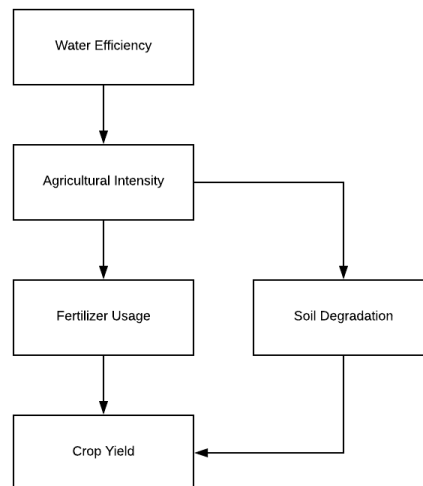 Water Efficiency
Agricultural Intensity
Fertilizer Usage
Soil Degradation
Crop Yield